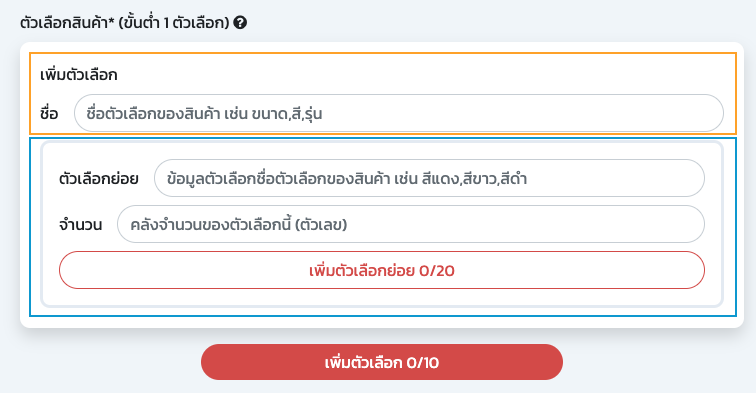 ตัวเลือกสินค้า* (ขั้นต่ำ 1 ตัวเลือก) ?
เพิ่มตัวเลือก
ชื่อ ชื่อตัวเลือกของสินค้า เช่น ขนาด,สี,รุ่น
ตัวเลือกย่อย ข้อมูลตัวเลือกชื่อตัวเลือกของสินค้า เช่น สีแดง,สีขาว,สีดำ
จำนวน คลังจำนวนของตัวเลือกนี้ (ตัวเลข)
เพิ่มตัวเลือกย่อย 0/20
เพิ่มตัวเลือก 0/10